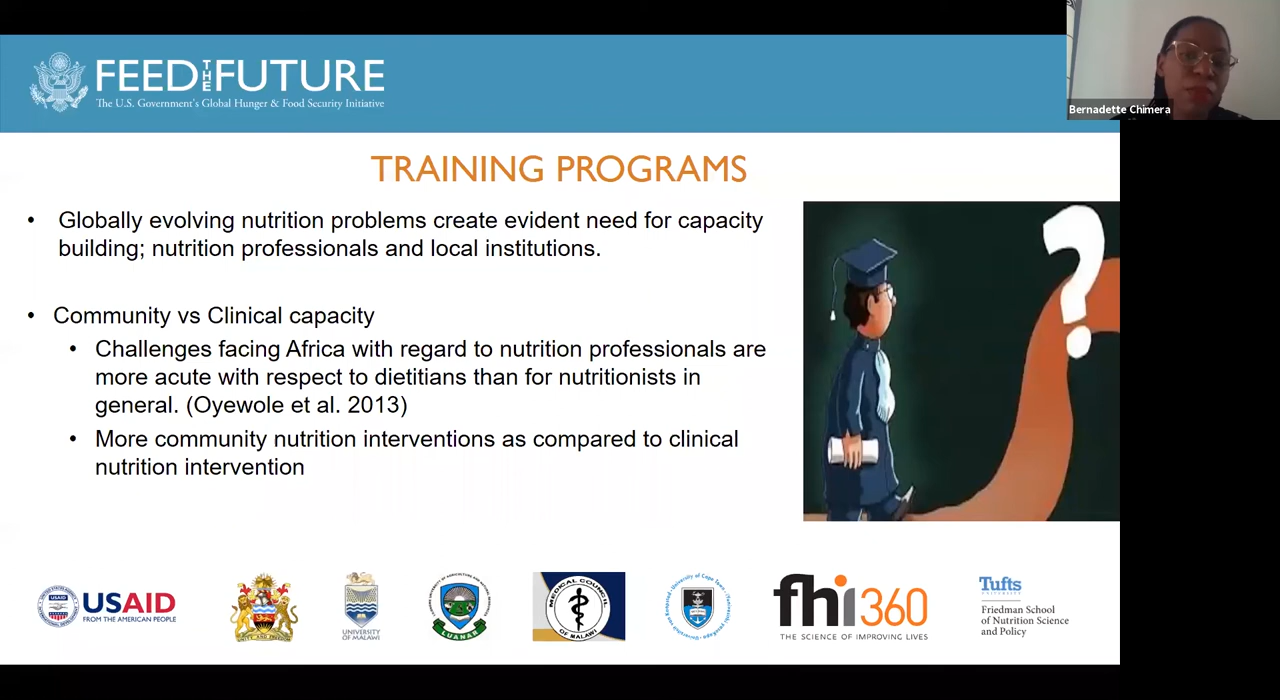 FEED THE FUTURE
The U.S. Government's Global Hunger & Food Security Initiative
Bernadette Chimera
TRAINING PROGRAMS
• Globally evolving nutrition problems create evident need for capacity
building; nutrition professionals and local institutions.
• Community vs Clinical capacity
• Challenges facing Africa with regard to nutrition professionals are
more acute with respect to dietitians than for nutritionists in
general. (Oyewole et al. 2013)
• More community nutrition interventions as compared to clinical
nutrition intervention
?
USAID
FROM THE AMERICAN PEOPLE
UNIVERSITY
OF MALAWI
LUANAR
MEDICAL COUNCIL
OF MALAWI
University of Cape Town
fhi360
THE SCIENCE OF IMPROVING LIVES
Tufts
UNIVERSITY
Friedman School
of Nutrition Science
and Policy